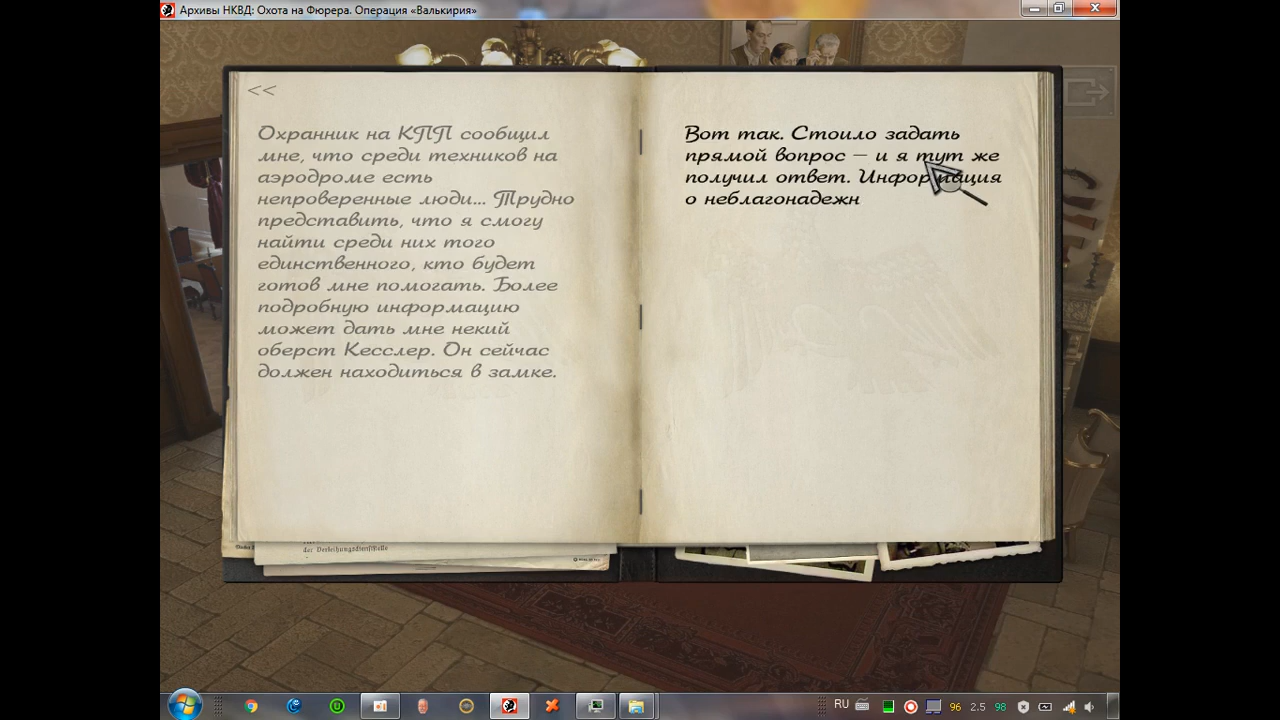 Архивы НКВД: Охота на Фюрера. Операция «Валькирия»
<<
Охранник на КПП сообщил
мне, что среди техников на
аэродроме есть
непроверенные люди... Трудно
представить, что я смогу
найти среди них того
единственного, кто будет
готов мне помогать. Более
подробную информацию
может дать мне некий
оберст Кесслер. Он сейчас
должен находиться в замке.
Вот так. Стоило задать
прямой вопрос – и я тут же
получил ответ. Информация
о неблагонадежн
der Verleihungsdienststelle
RU 96 2.5 98